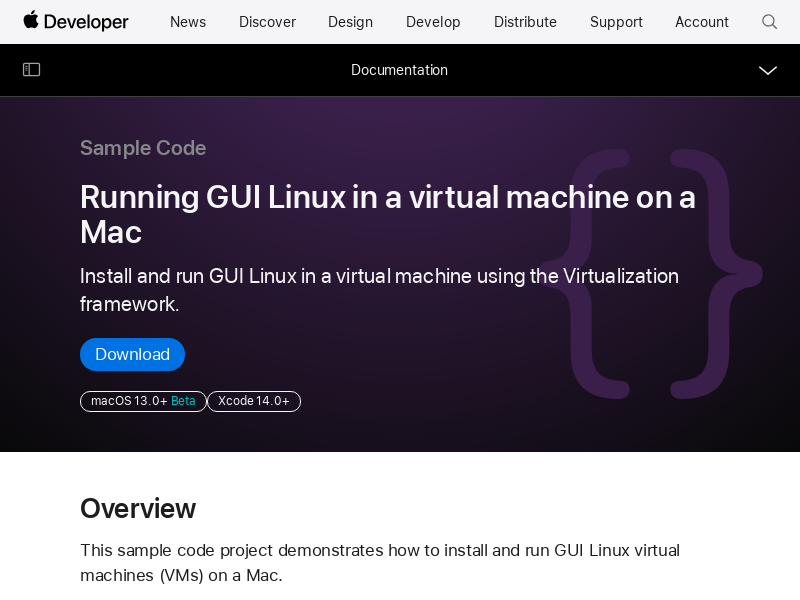 Developer News Discover Design Develop Distribute Support Account
Documentation
Sample Code
Running GUI Linux in a virtual machine on a
Mac
Install and run GUI Linux in a virtual machine using the Virtualization
framework.
Download
macOS 13.0+ Beta Xcode 14.0+
Overview
This sample code project demonstrates how to install and run GUI Linux virtual
machines (VMs) on a Mac.